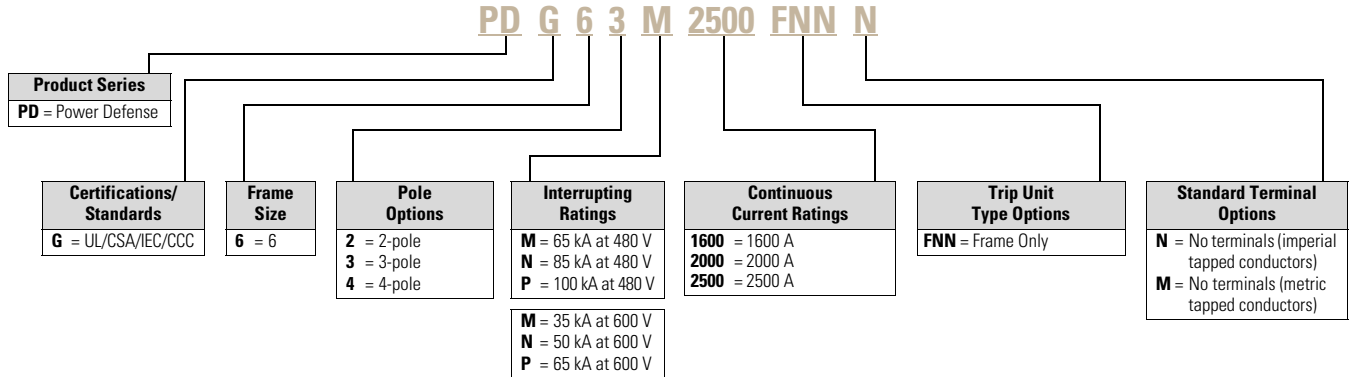 PD G 6 3 M 2500 FNN N
Product Series
PD = Power Defense
Certifications/
Standards
G = UL/CSA/IEC/CCC
Frame
Size
6 = 6
Pole
Options
2 = 2-pole
3 = 3-pole
4 = 4-pole
Interrupting
Ratings
M = 65 kA at 480 V
N = 85 kA at 480 V
P = 100 kA at 480 V
M = 35 kA at 600 V
N = 50 kA at 600 V
P = 65 kA at 600 V
Continuous
Current Ratings
1600 = 1600 A
2000 = 2000 A
2500 = 2500 A
Trip Unit
Type Options
FNN = Frame Only
Standard Terminal
Options
N = No terminals (imperial
tapped conductors)
M = No terminals (metric
tapped conductors)